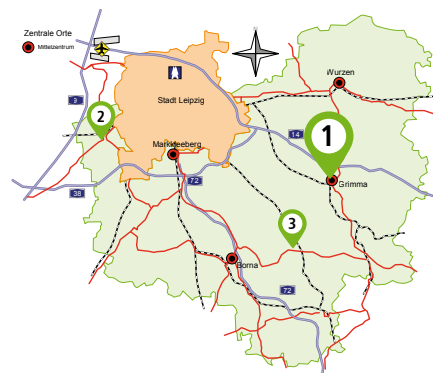 Zentrale Orte
Mittelzentrum
N
Wurzen
9
Stadt Leipzig
2
14
1
Markkleeberg
72
Grimma
38
3
Borna
72